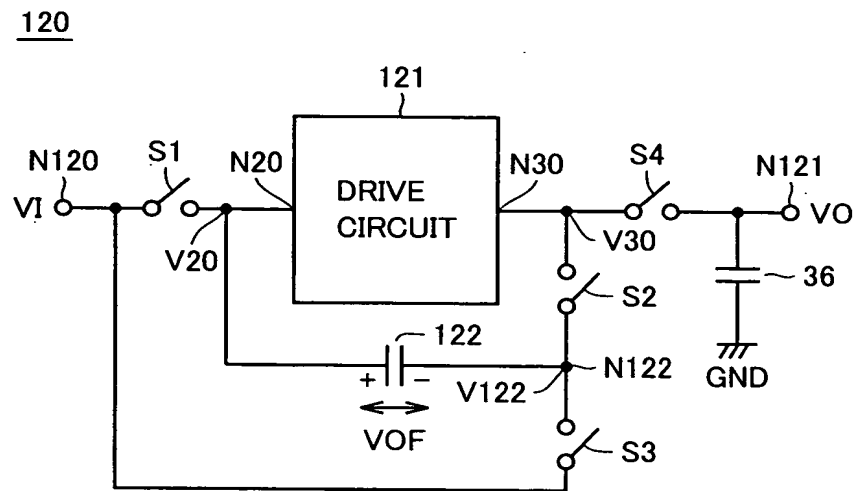 120
121
N120
S1
N20
N30
S4
N121
VI
DRIVE
CIRCUIT
VO
V20
V30
36
S2
122
+
-
V122
N122
GND
VOF
S3